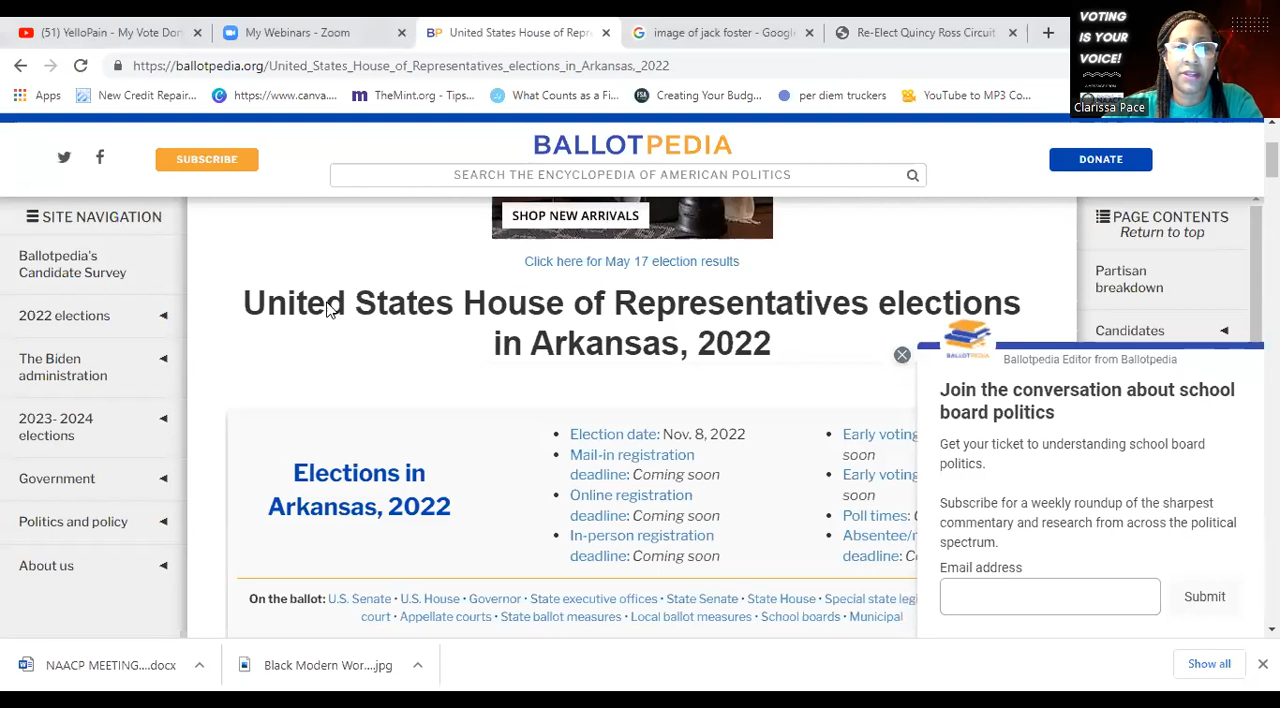 (51) YelloPain - My Vote Don
My Webinars - Zoom
United States House of Repr
image of jack foster - Googl
Re-Elect Quincy Ross Circuit
https://ballotpedia.org/United_States_House_of_Representatives_elections_in_Arkansas,_2022
Apps
New Credit Repair...
https://www.canva....
TheMint.org - Tips...
What Counts as a Fi...
Creating Your Budg...
per diem truckers
YouTube to MP3 Co...
VOTING
IS YOUR
VOICE!
Clarissa Pace
SUBSCRIBE
BALLOTPEDIA
SEARCH THE ENCYCLOPEDIA OF AMERICAN POLITICS
DONATE
SITE NAVIGATION
Ballotpedia's
Candidate Survey
2022 elections
The Biden
administration
2023- 2024
elections
Government
Politics and policy
About us
SHOP NEW ARRIVALS
Click here for May 17 election results
United States House of Representatives elections
in Arkansas, 2022
Elections in
Arkansas, 2022
Election date: Nov. 8, 2022
Mail-in registration
deadline: Coming soon
Online registration
deadline: Coming soon
In-person registration
deadline: Coming soon
Early voting
soon
Early voting
soon
Poll times:
Absentee/
deadline:
On the ballot: U.S. Senate • U.S. House • Governor • State executive offices • State Senate • State House • Special state legi
court • Appellate courts • State ballot measures • Local ballot measures • School boards • Municipal
PAGE CONTENTS
Return to top
Partisan
breakdown
Candidates
BALLOTPEDIA
Ballotpedia Editor from Ballotpedia
Join the conversation about school
board politics
Get your ticket to understanding school board
politics.
Subscribe for a weekly roundup of the sharpest
commentary and research from across the political
spectrum.
Email address
Submit
NAACP MEETING....docx
Black Modern Wor....jpg
Show all